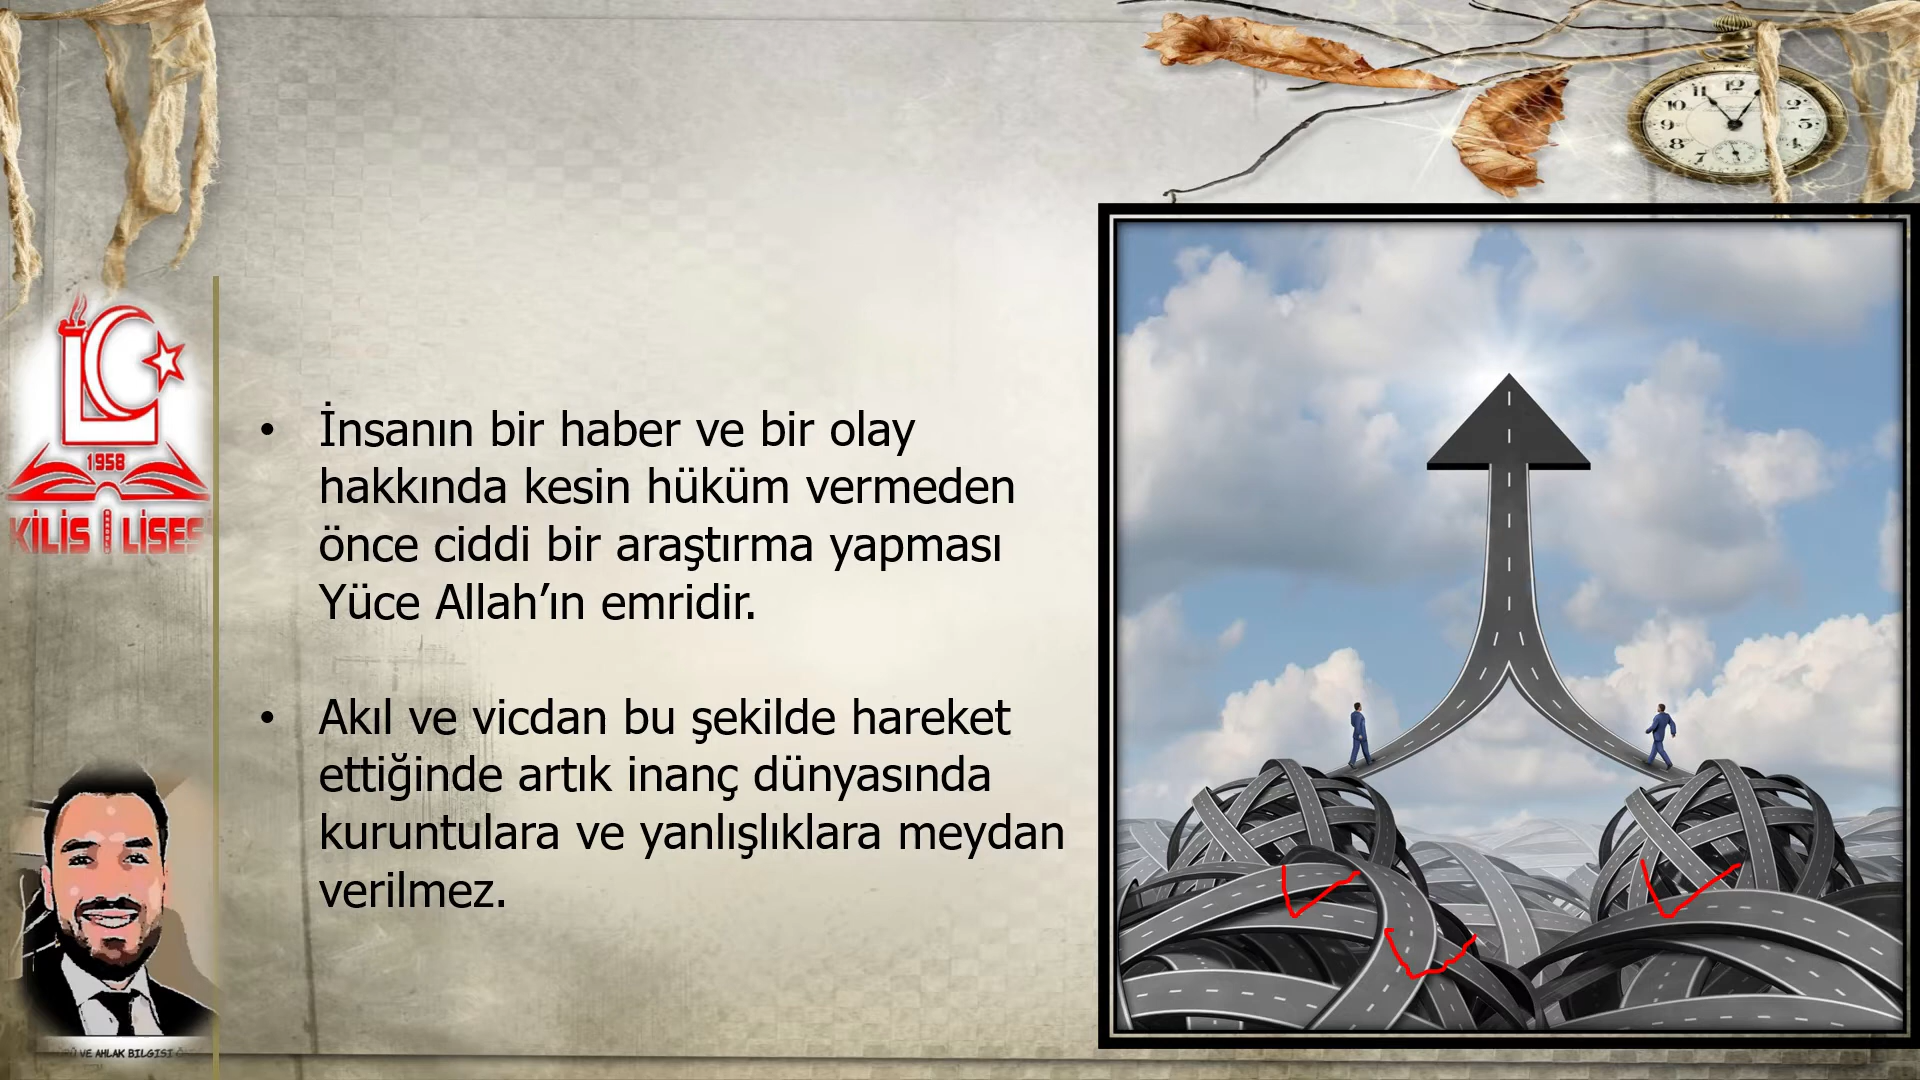 • İnsanın bir haber ve bir olay
hakkında kesin hüküm vermeden
önce ciddi bir araştırma yapması
Yüce Allah’ın emridir.
• Akıl ve vicdan bu şekilde hareket
ettiğinde artık inanç dünyasında
kuruntulara ve yanlışlıklara meydan
verilmez.
1958
KİLİS LİSES
VE AHLAK BILGISI